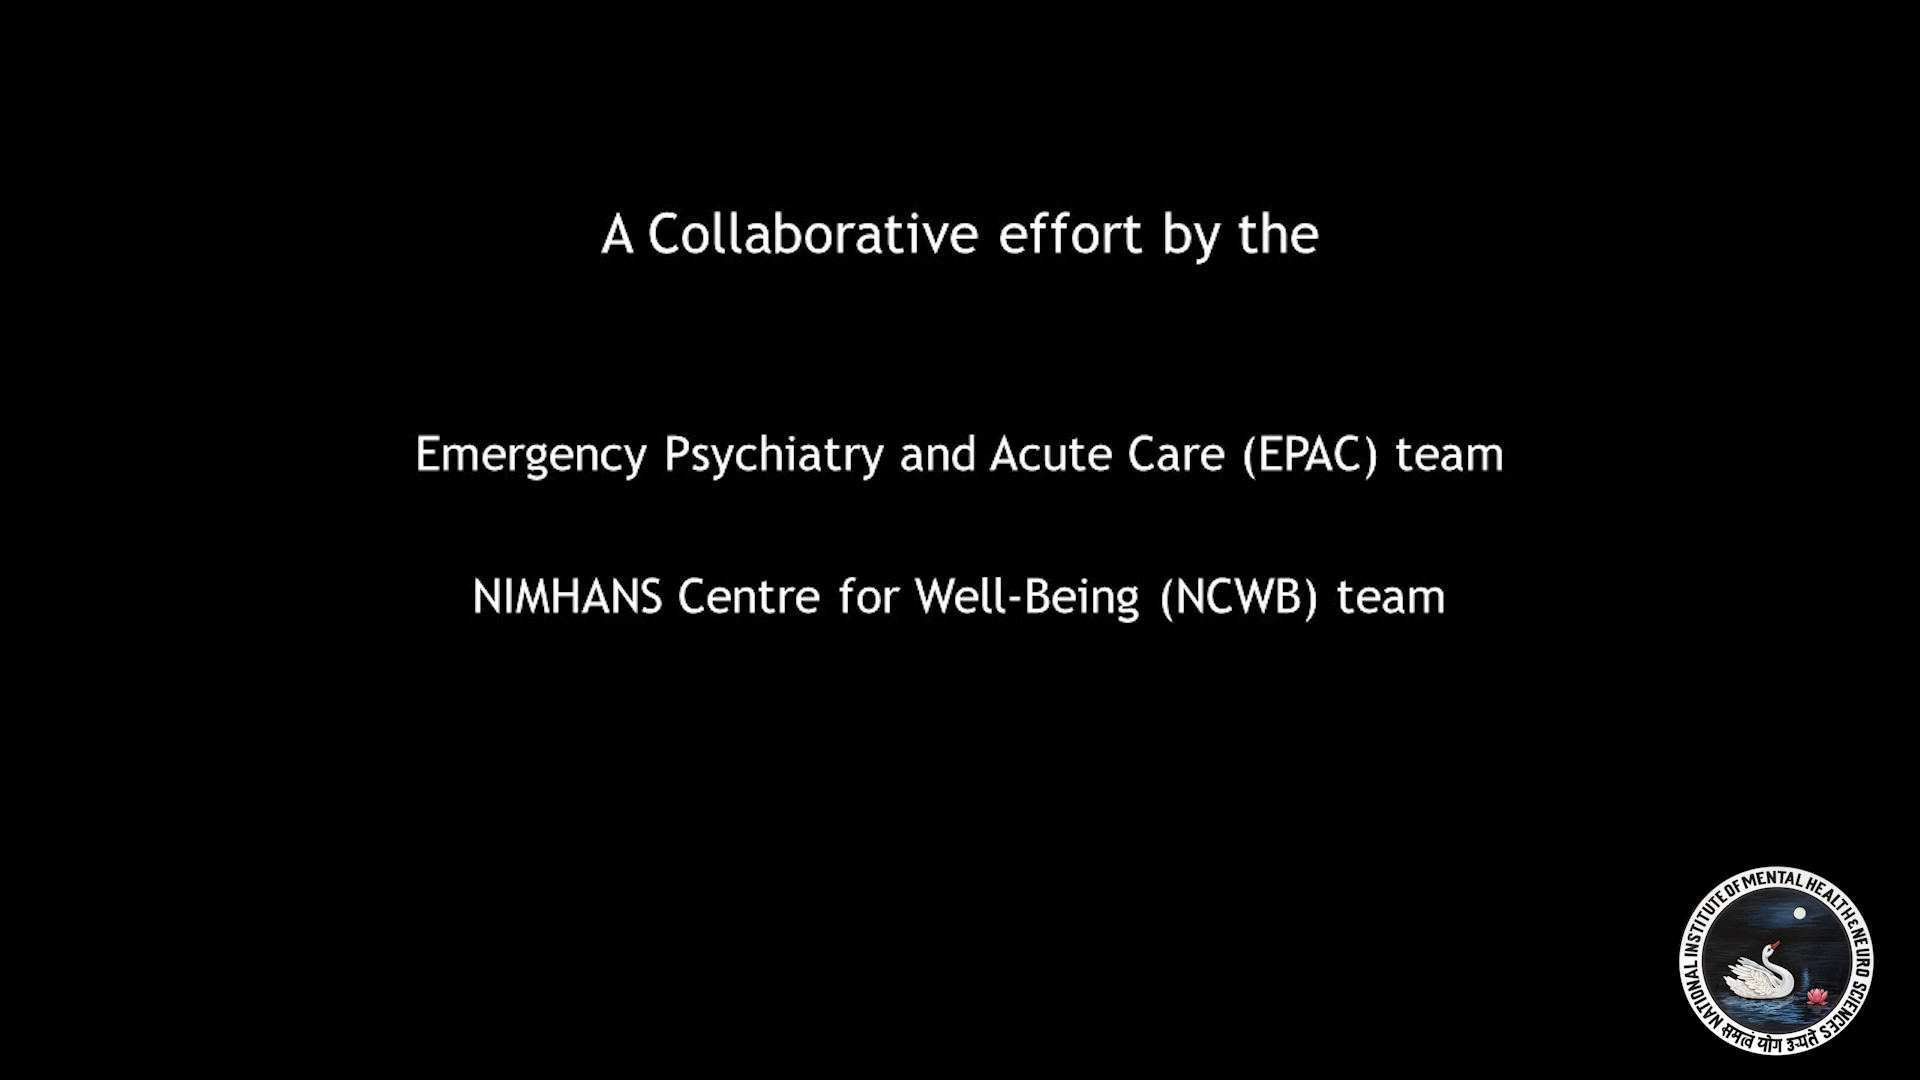 A Collaborative effort by the
Emergency Psychiatry and Acute Care (EPAC) team
NIMHANS Centre for Well-Being (NCWB) team
NATIONAL INSTITUTE OF MENTAL HEALTH & NEURO SCIENCES
समत्वं योग उच्यते